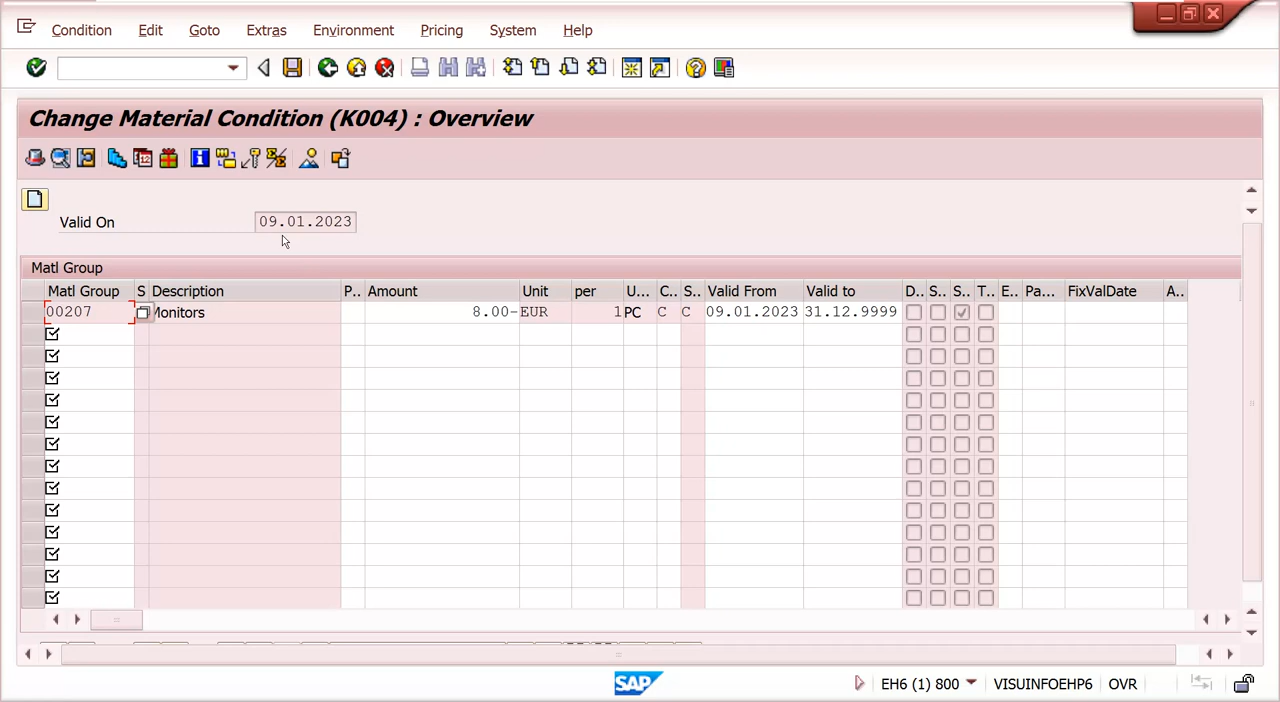 Condition Edit Goto Extras Environment Pricing System Help
Change Material Condition (K004) : Overview
Valid On 09.01.2023
Matl Group
Matl Group S Description P.. Amount Unit per U... C.. S.. Valid From Valid to D.. S.. S.. T.. E.. Pa... FixValDate A..
00207 Monitors 8.00- EUR 1 PC C C 09.01.2023 31.12.9999
SAP EH6 (1) 800 VISUINFOEHP6 OVR